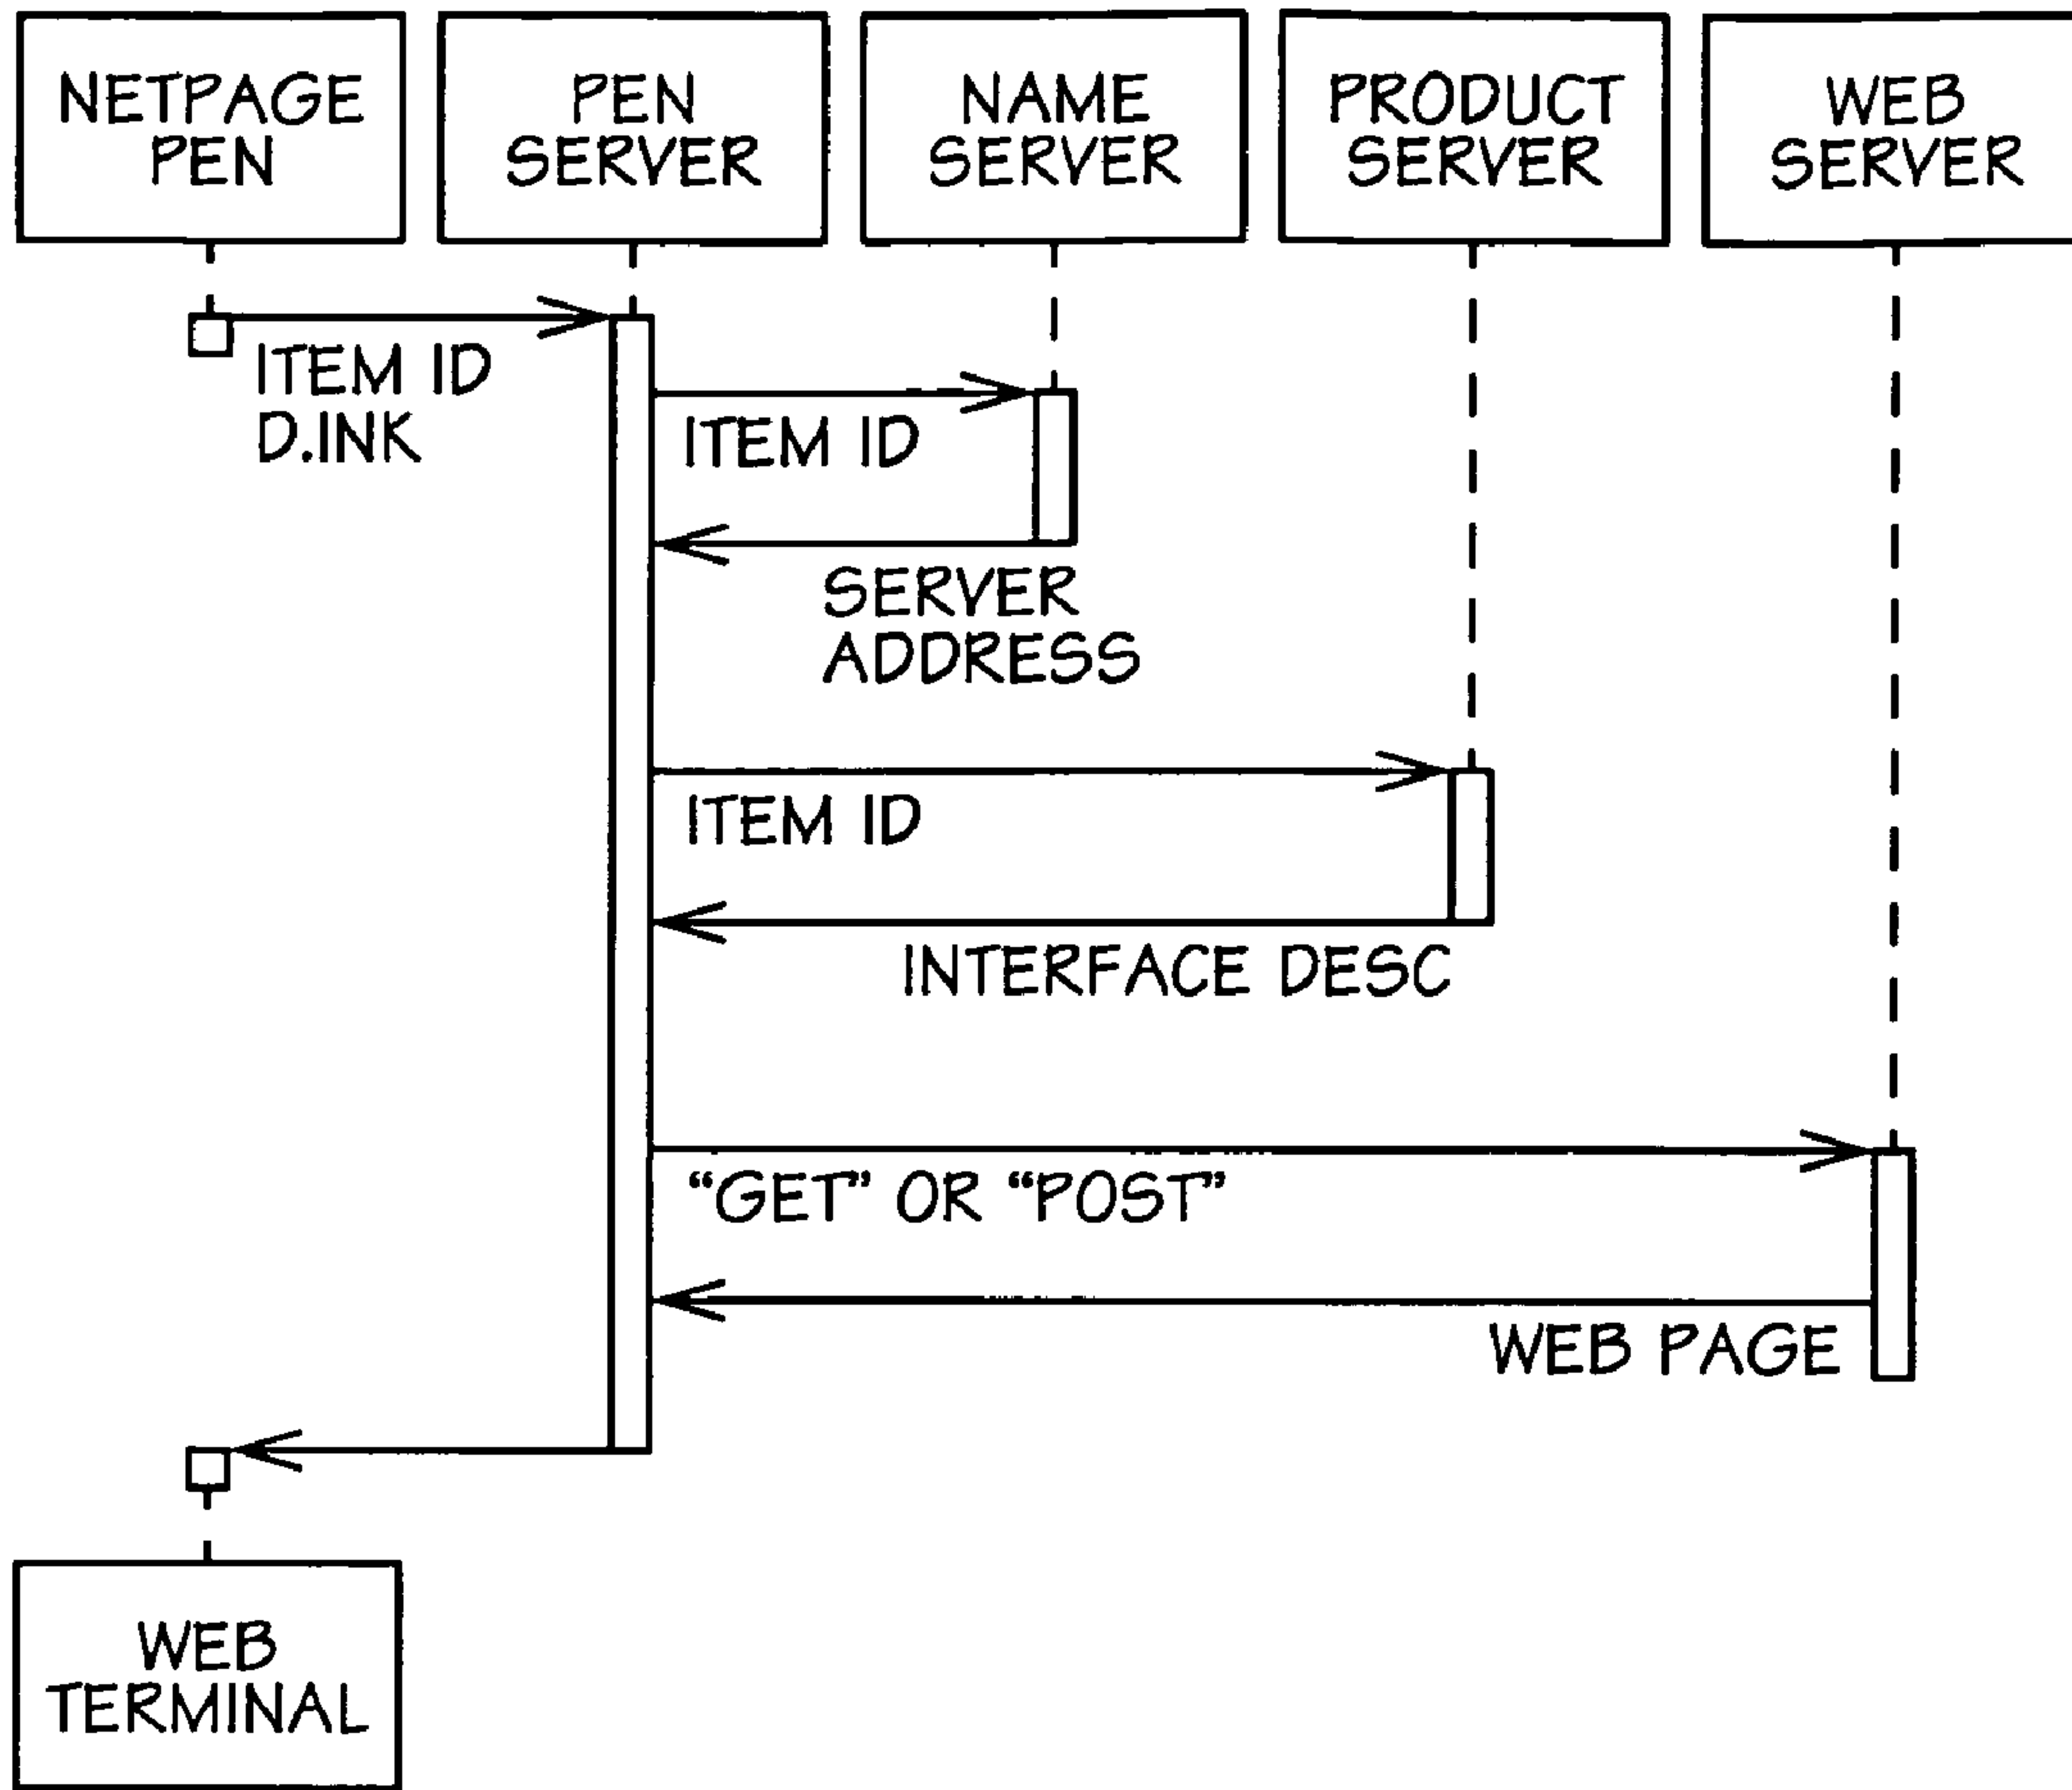 NETPAGE
PEN
PEN
SERVER
NAME
SERVER
PRODUCT
SERVER
WEB
SERVER
ITEM ID
D.INK
ITEM ID
SERVER
ADDRESS
ITEM ID
INTERFACE DESC
“GET” OR “POST”
WEB PAGE
WEB
TERMINAL